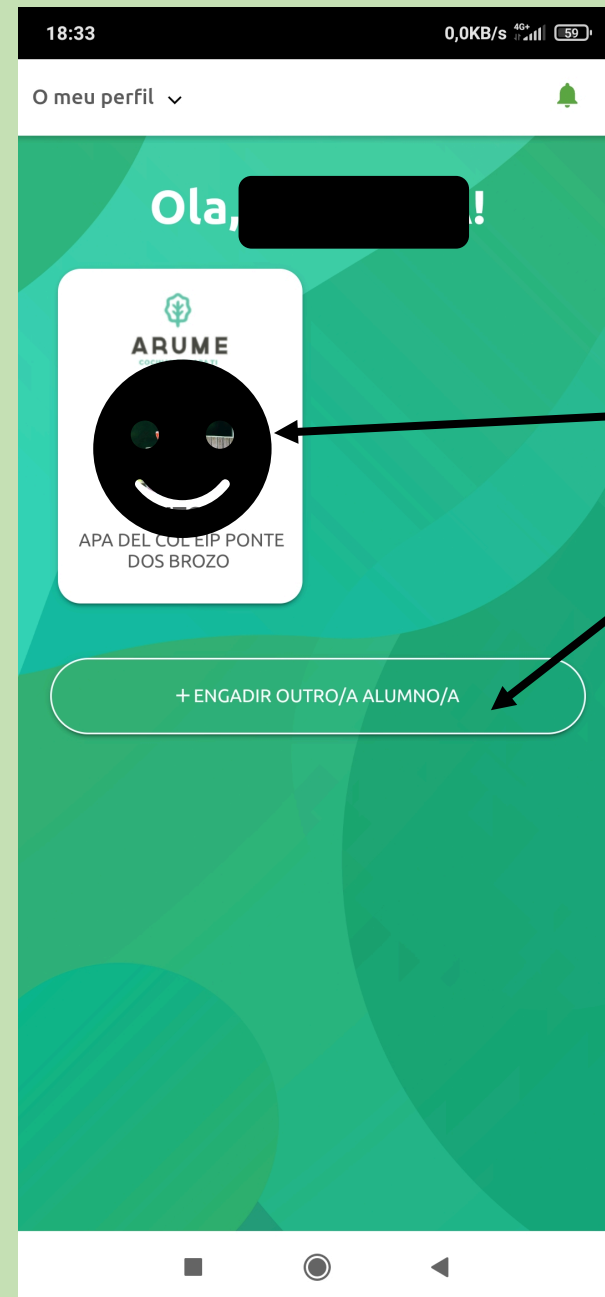 18:33 0,0KB/s 4G+ 59
O meu perfil
Ola, !
ARUME
APA DEL COL EIP PONTE
DOS BROZO
+ ENGADIR OUTRO/A ALUMNO/A